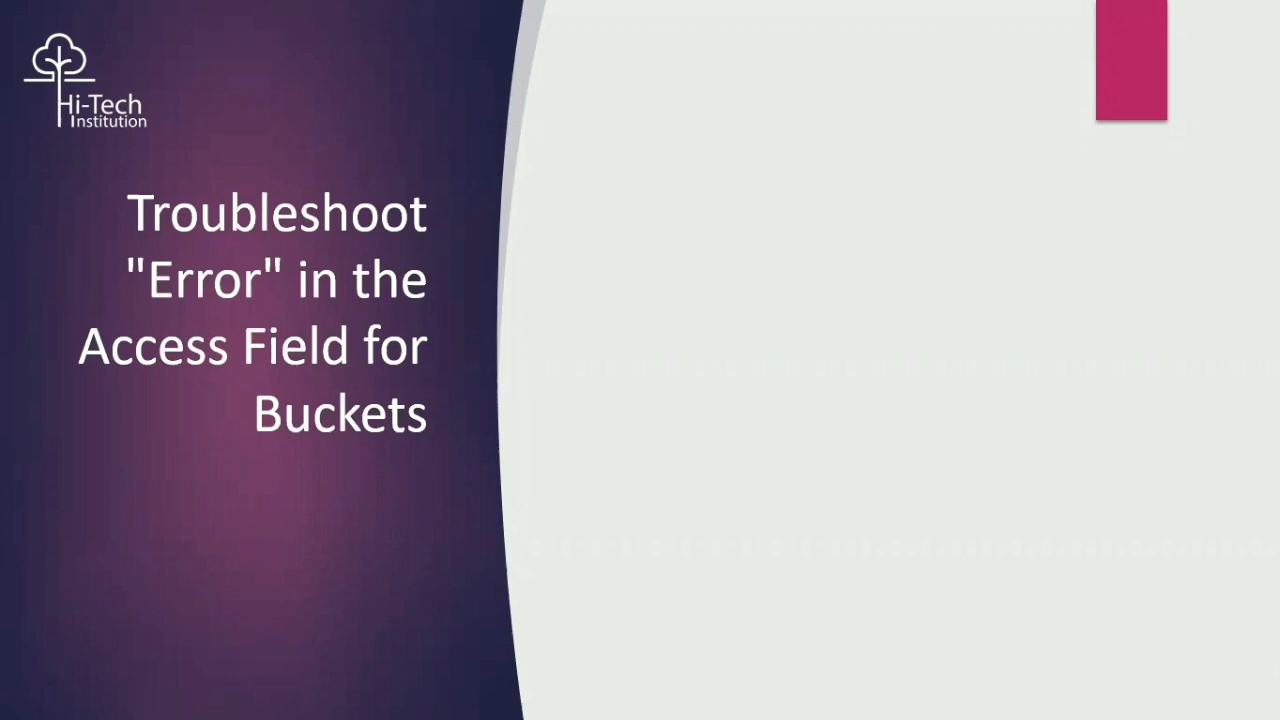 Hi-Tech
Institution
Troubleshoot
"Error" in the
Access Field for
Buckets